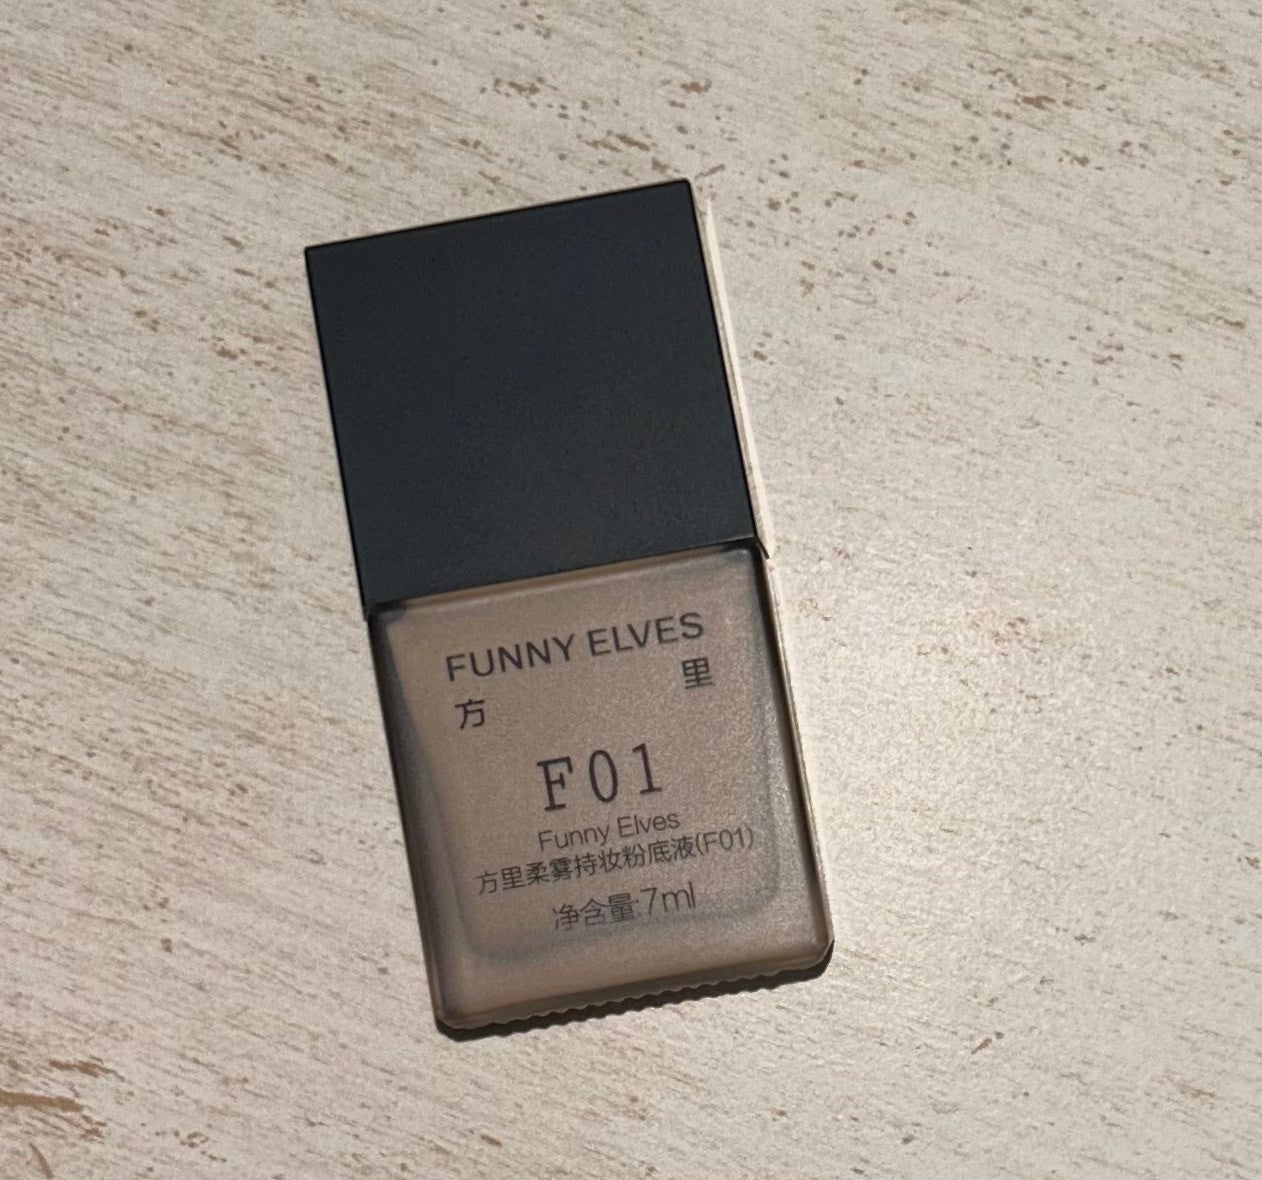 FUNNY ELVES
方 里
F01
Funny Elves
方里柔雾持妆粉底液(F01)
净含量:7ml